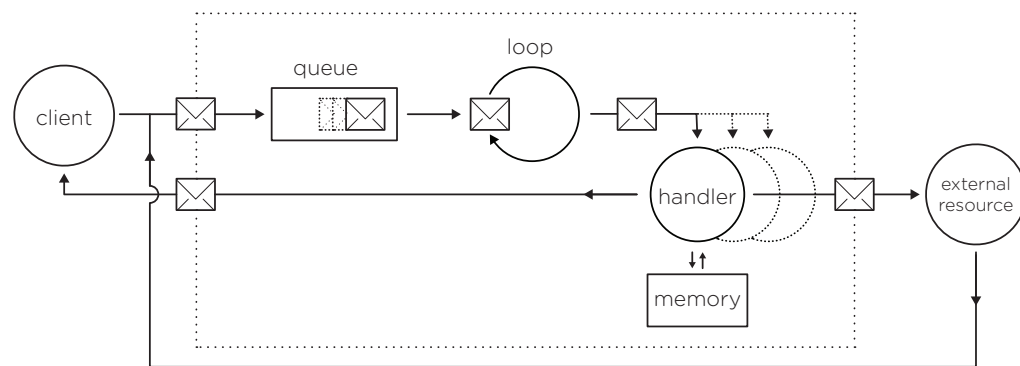 loop
queue
client
handler
external
resource
memory